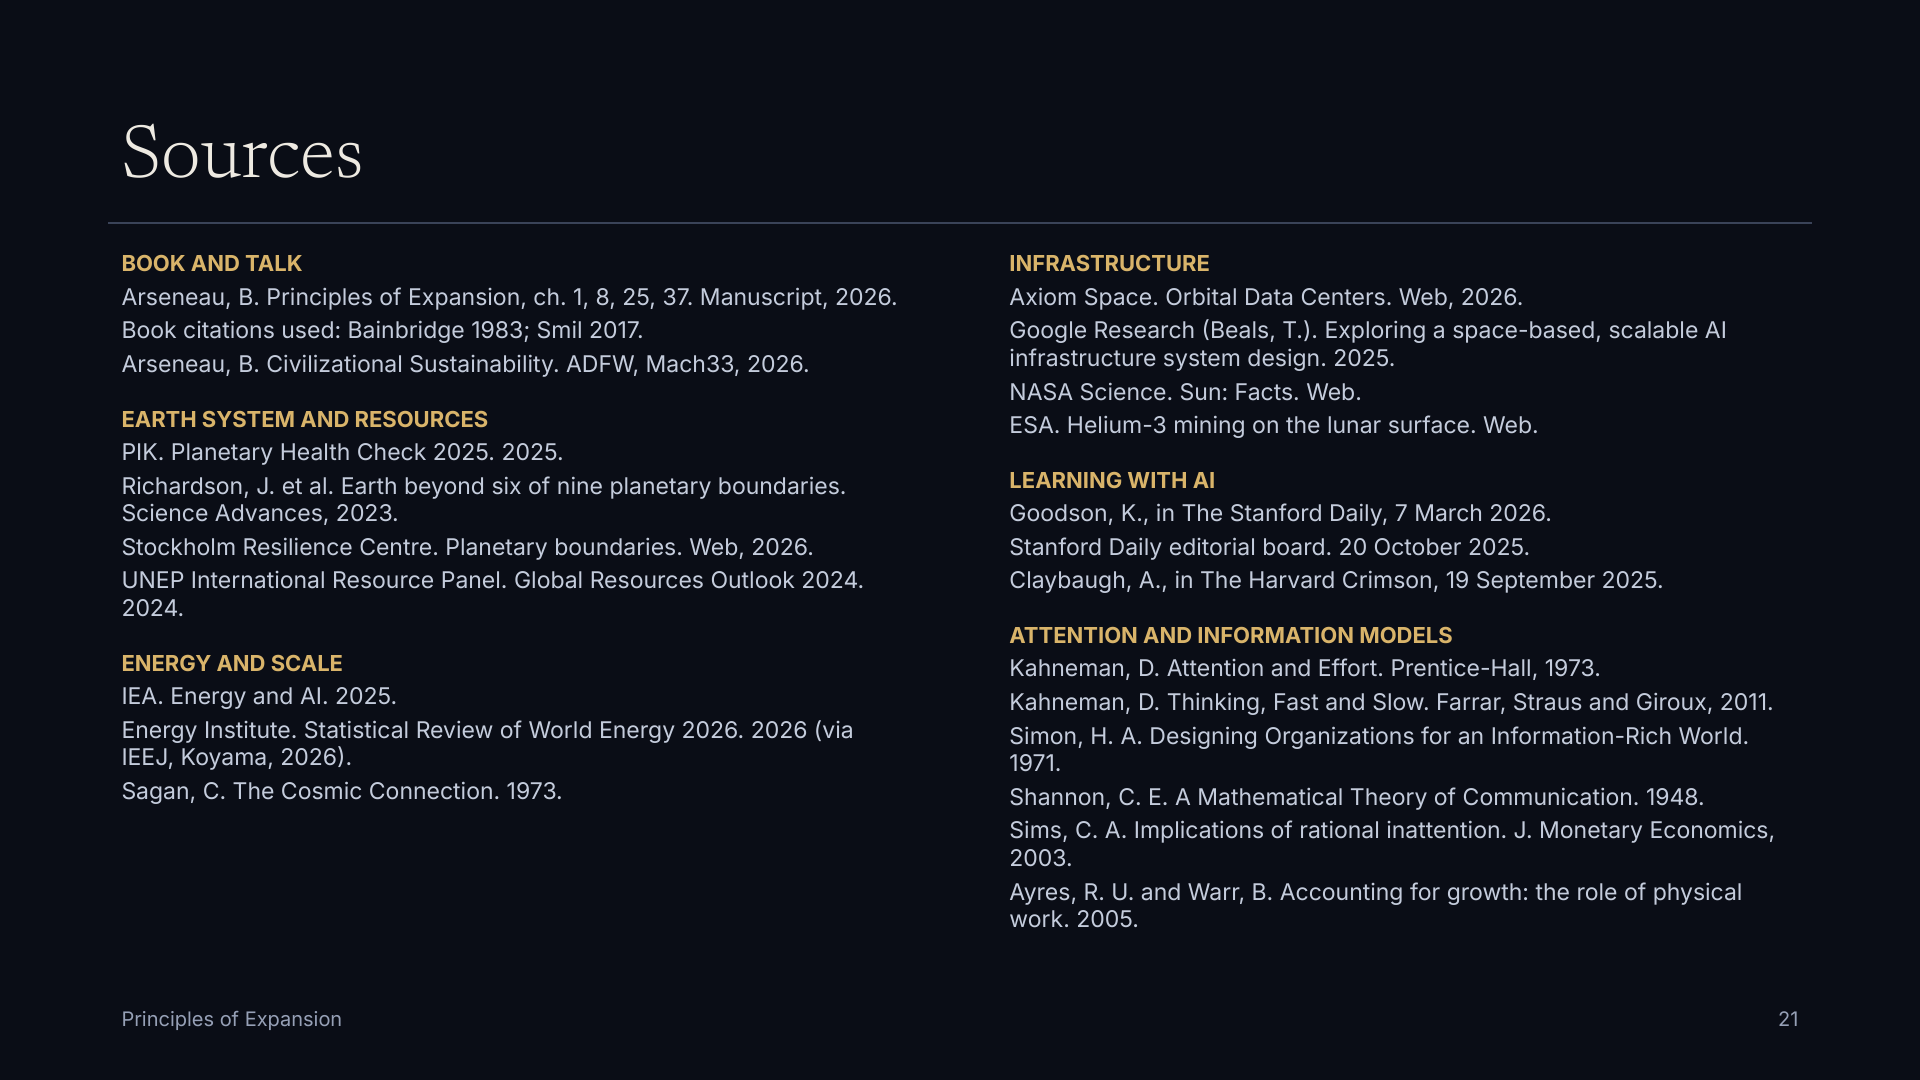 Sources
BOOK AND TALK
Arseneau, B. Principles of Expansion, ch. 1, 8, 25, 37. Manuscript, 2026.
Book citations used: Bainbridge 1983; Smil 2017.
Arseneau, B. Civilizational Sustainability. ADFW, Mach33, 2026.
EARTH SYSTEM AND RESOURCES
PIK. Planetary Health Check 2025. 2025.
Richardson, J. et al. Earth beyond six of nine planetary boundaries.
Science Advances, 2023.
Stockholm Resilience Centre. Planetary boundaries. Web, 2026.
UNEP International Resource Panel. Global Resources Outlook 2024.
2024.
ENERGY AND SCALE
IEA. Energy and AI. 2025.
Energy Institute. Statistical Review of World Energy 2026. 2026 (via
IEEJ, Koyama, 2026).
Sagan, C. The Cosmic Connection. 1973.
INFRASTRUCTURE
Axiom Space. Orbital Data Centers. Web, 2026.
Google Research (Beals, T.). Exploring a space-based, scalable AI
infrastructure system design. 2025.
NASA Science. Sun: Facts. Web.
ESA. Helium-3 mining on the lunar surface. Web.
LEARNING WITH AI
Goodson, K., in The Stanford Daily, 7 March 2026.
Stanford Daily editorial board. 20 October 2025.
Claybaugh, A., in The Harvard Crimson, 19 September 2025.
ATTENTION AND INFORMATION MODELS
Kahneman, D. Attention and Effort. Prentice-Hall, 1973.
Kahneman, D. Thinking, Fast and Slow. Farrar, Straus and Giroux, 2011.
Simon, H. A. Designing Organizations for an Information-Rich World.
1971.
Shannon, C. E. A Mathematical Theory of Communication. 1948.
Sims, C. A. Implications of rational inattention. J. Monetary Economics,
2003.
Ayres, R. U. and Warr, B. Accounting for growth: the role of physical
work. 2005.
Principles of Expansion
21